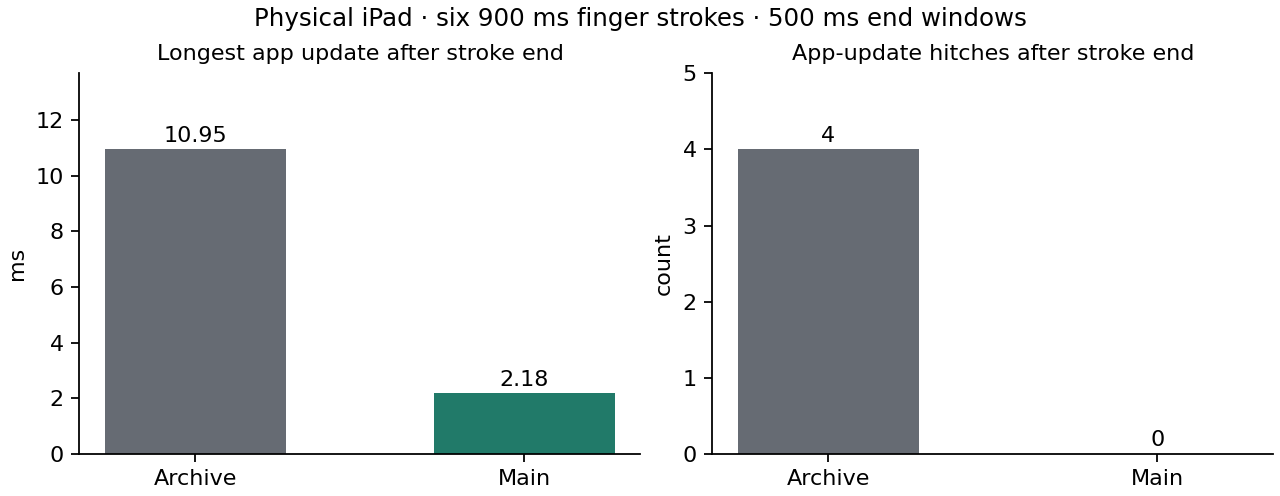 Physical iPad · six 900 ms finger strokes · 500 ms end windows
Longest app update after stroke end
ms
12
10
8
6
4
2
0
10.95
2.18
Archive
Main
App-update hitches after stroke end
count
5
4
3
2
1
0
4
0
Archive
Main